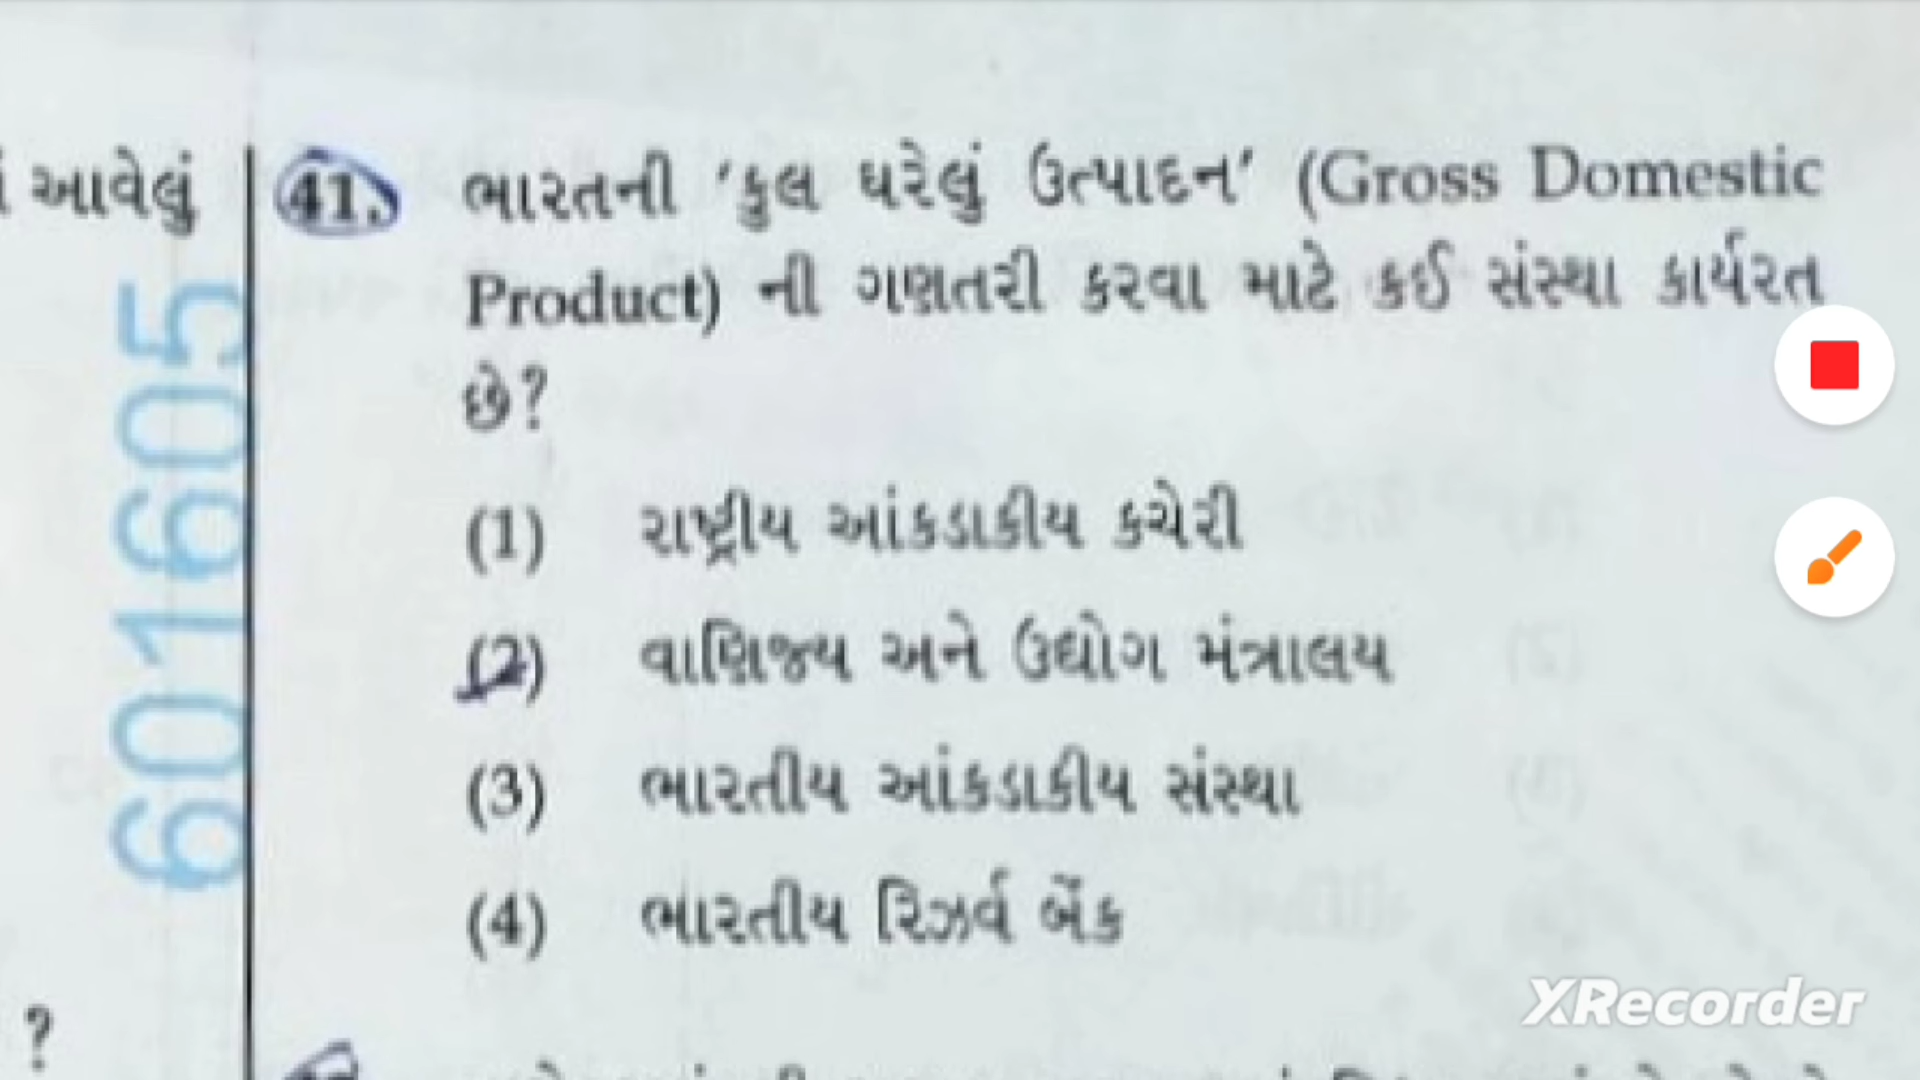 આવેલું
601605
41. ભારતની ‘કુલ ઘરેલું ઉત્પાદન’ (Gross Domestic
Product) ની ગણતરી કરવા માટે કઈ સંસ્થા કાર્યરત
છે?
(1) રાષ્ટ્રીય આંકડાકીય કચેરી
(2) વાણિજ્ય અને ઉદ્યોગ મંત્રાલય
(3) ભારતીય આંકડાકીય સંસ્થા
(4) ભારતીય રિઝર્વ બેંક
?
XRecorder